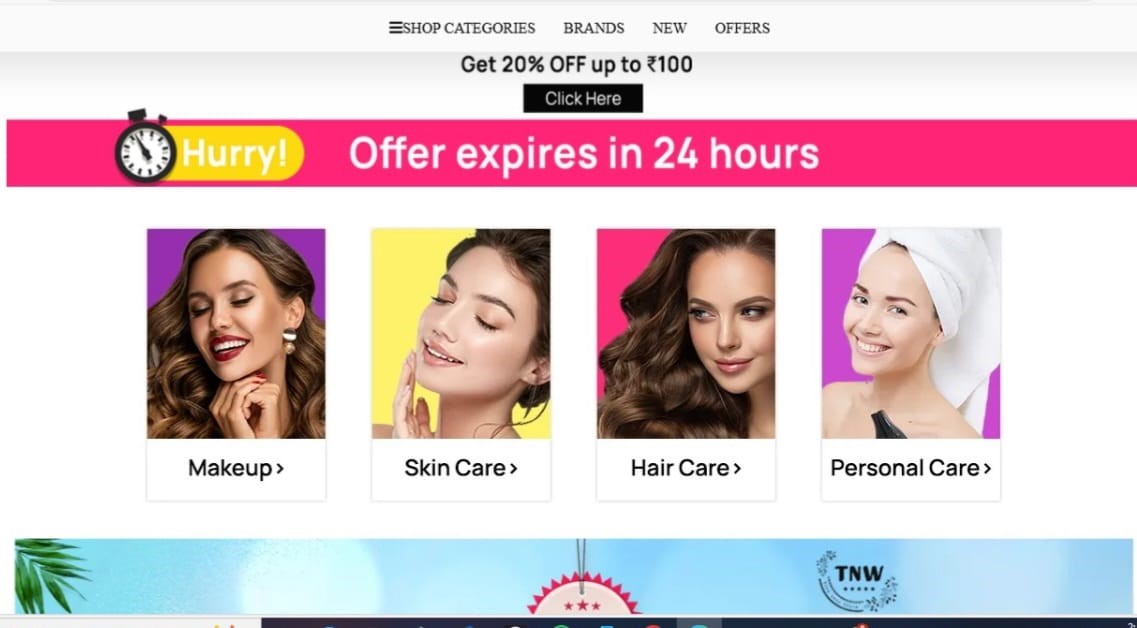 ☰SHOP CATEGORIES BRANDS NEW OFFERS
Get 20% OFF up to ₹100
Click Here
Hurry! Offer expires in 24 hours
Makeup› Skin Care› Hair Care› Personal Care›
TNW